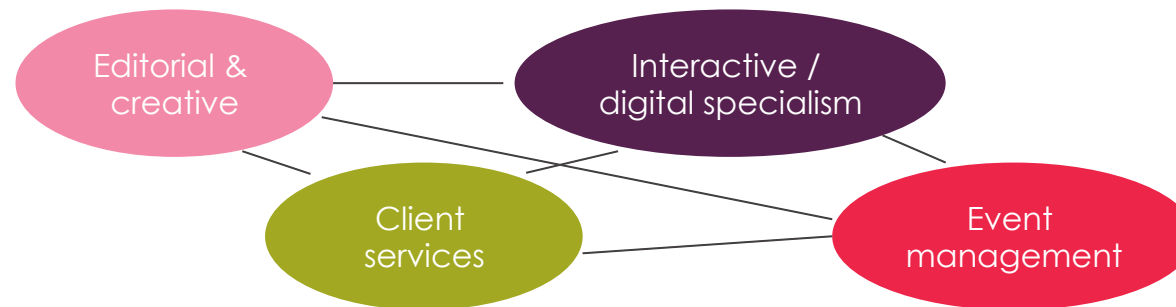 Editorial &
creative
Interactive /
digital specialism
Client
services
Event
management